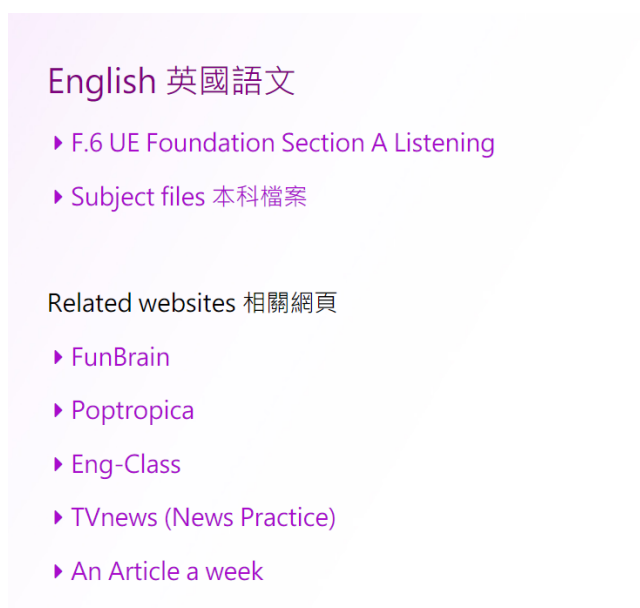 English 英國語文
F.6 UE Foundation Section A Listening
Subject files 本科檔案
Related websites 相關網頁
FunBrain
Poptropica
Eng-Class
TVnews (News Practice)
An Article a week